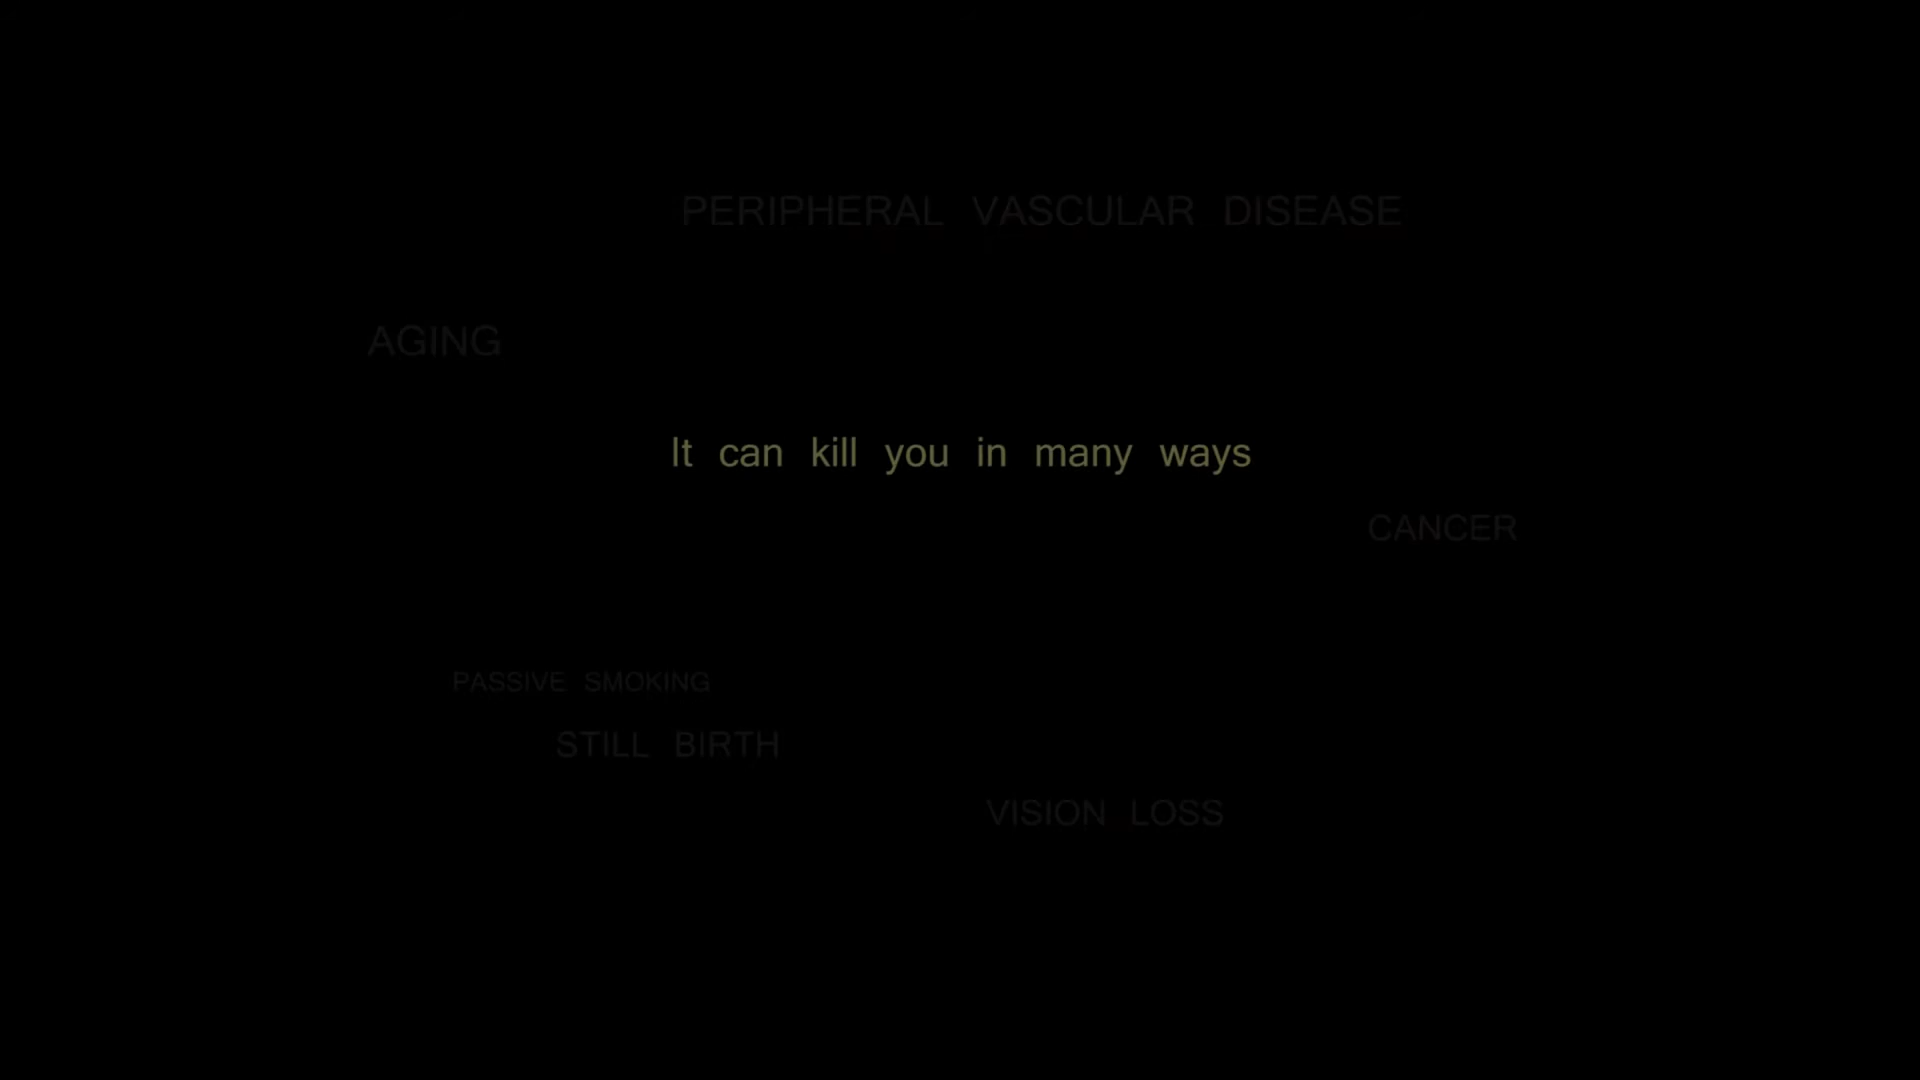 PERIPHERAL VASCULAR DISEASE
AGING
It can kill you in many ways
CANCER
PASSIVE SMOKING
STILL BIRTH
VISION LOSS